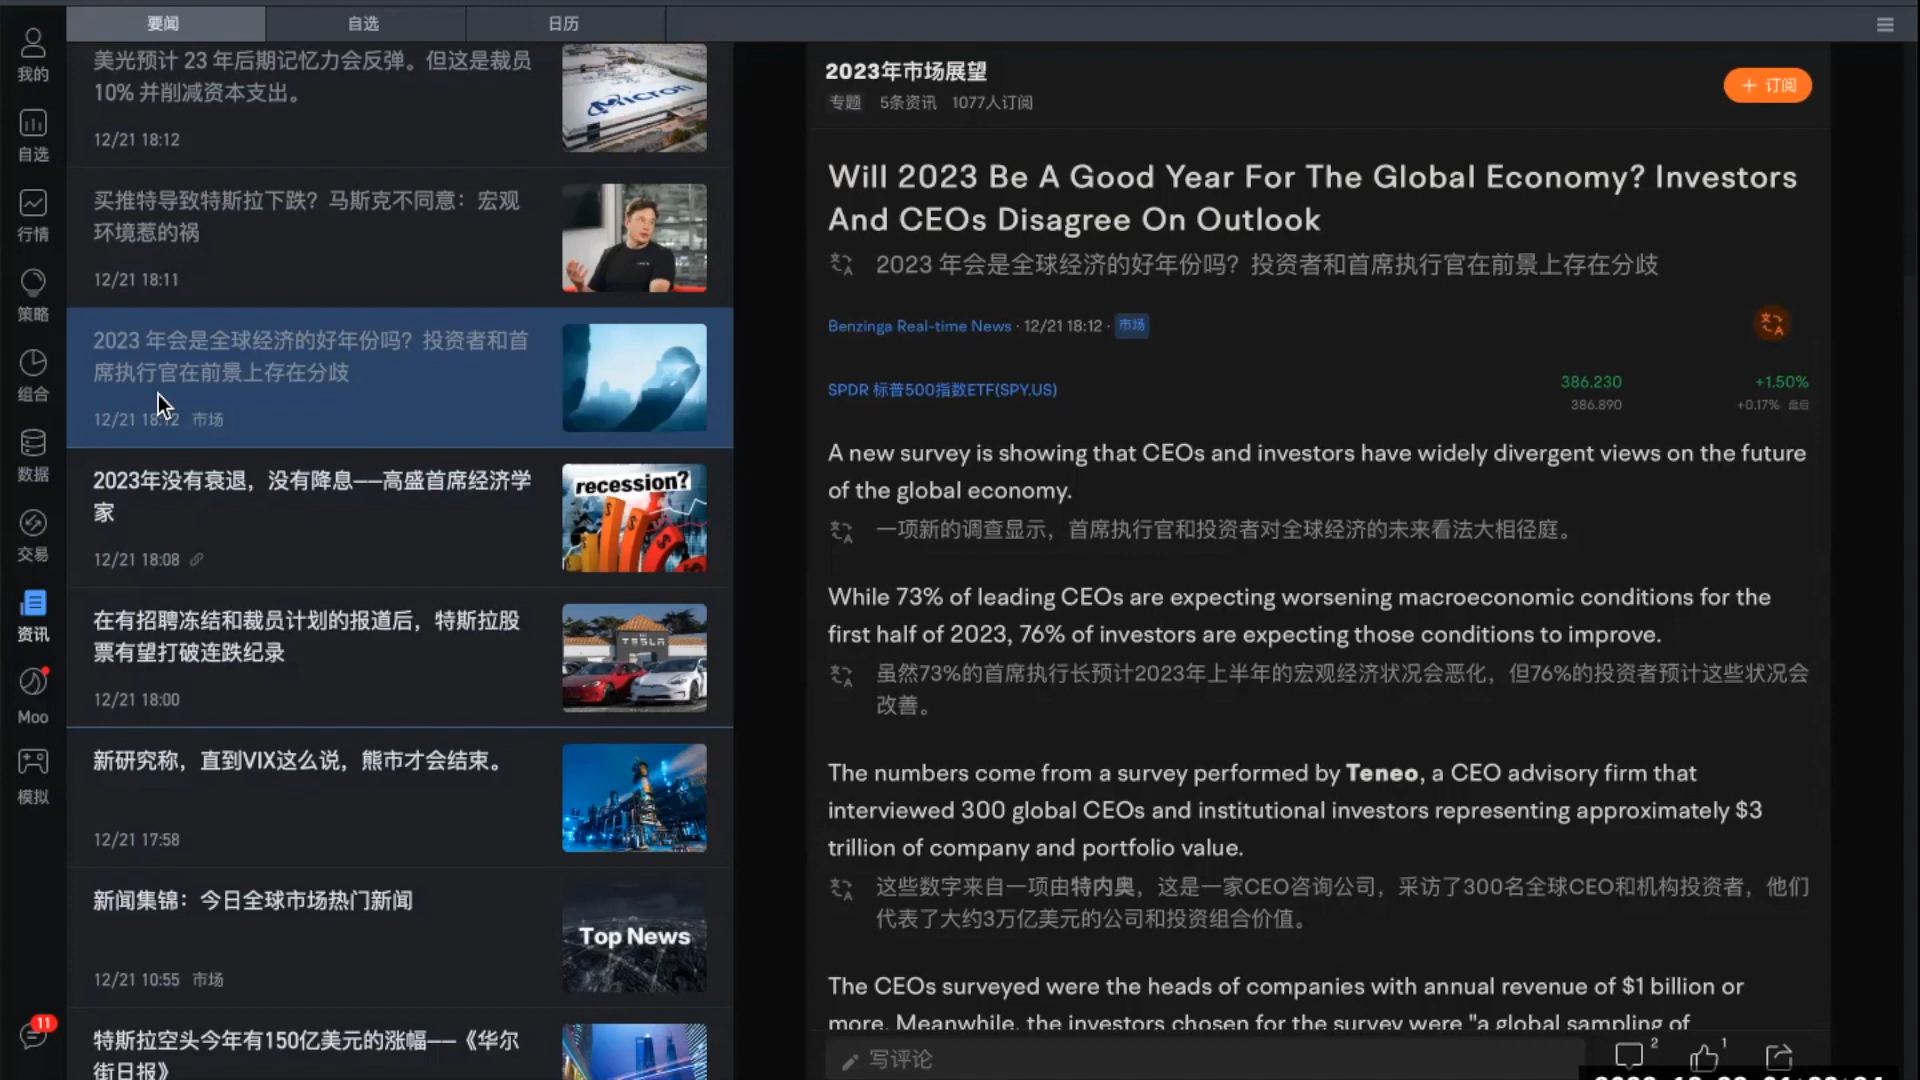 要闻
自选
日历
我的
自选
行情
策略
组合
数据
交易
资讯
Moo
模拟
11
美光预计 23 年后期记忆力会反弹。但这是裁员
10% 并削减资本支出。
12/21 18:12
Micron
买推特导致特斯拉下跌？马斯克不同意：宏观
环境惹的祸
12/21 18:11
2023 年会是全球经济的好年份吗？投资者和首
席执行官在前景上存在分歧
12/21 18:12 市场
2023年没有衰退，没有降息——高盛首席经济学
家
12/21 18:08
recession?
在有招聘冻结和裁员计划的报道后，特斯拉股
票有望打破连跌纪录
12/21 18:00
TESLA
新研究称，直到VIX这么说，熊市才会结束。
12/21 17:58
新闻集锦：今日全球市场热门新闻
12/21 10:55 市场
Top News
特斯拉空头今年有150亿美元的涨幅——《华尔
街日报》
2023年市场展望
专题 5条资讯 1077人订阅
+ 订阅
Will 2023 Be A Good Year For The Global Economy? Investors
And CEOs Disagree On Outlook
2023 年会是全球经济的好年份吗？投资者和首席执行官在前景上存在分歧
Benzinga Real-time News · 12/21 18:12 · 市场
SPDR 标普500指数ETF(SPY.US) 386.230 +1.50%
386.890 +0.17% 盘后
A new survey is showing that CEOs and investors have widely divergent views on the future
of the global economy.
一项新的调查显示，首席执行官和投资者对全球经济的未来看法大相径庭。
While 73% of leading CEOs are expecting worsening macroeconomic conditions for the
first half of 2023, 76% of investors are expecting those conditions to improve.
虽然73%的首席执行长预计2023年上半年的宏观经济状况会恶化，但76%的投资者预计这些状况会
改善。
The numbers come from a survey performed by Teneo, a CEO advisory firm that
interviewed 300 global CEOs and institutional investors representing approximately $3
trillion of company and portfolio value.
这些数字来自一项由特内奥，这是一家CEO咨询公司，采访了300名全球CEO和机构投资者，他们
代表了大约3万亿美元的公司和投资组合价值。
The CEOs surveyed were the heads of companies with annual revenue of $1 billion or
more. Meanwhile, the investors chosen for the survey were "a global sampling of
写评论
2
1